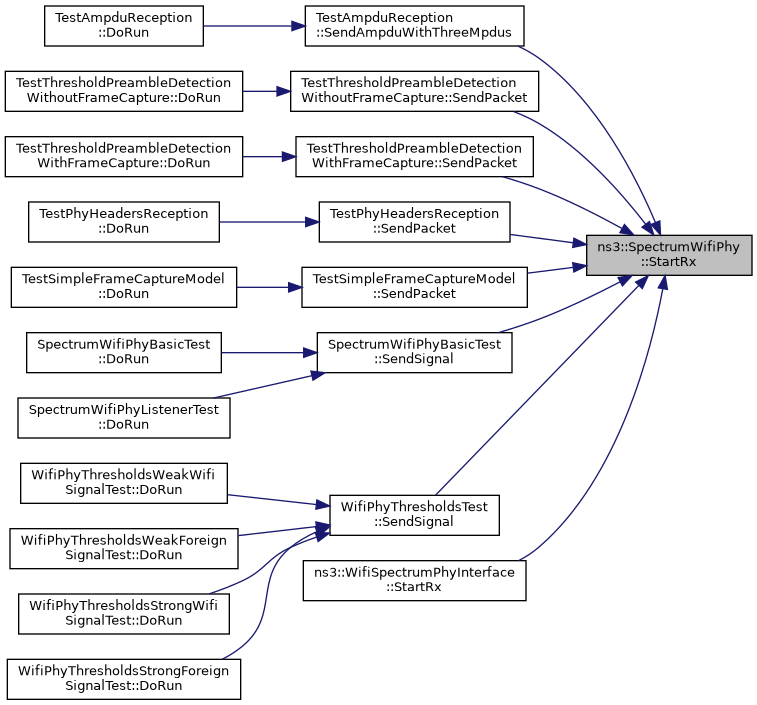 TestAmpduReception
::DoRun
TestAmpduReception
::SendAmpduWithThreeMpdus
TestThresholdPreambleDetection
WithoutFrameCapture::DoRun
TestThresholdPreambleDetection
WithoutFrameCapture::SendPacket
TestThresholdPreambleDetection
WithFrameCapture::DoRun
TestThresholdPreambleDetection
WithFrameCapture::SendPacket
TestPhyHeadersReception
::DoRun
TestPhyHeadersReception
::SendPacket
ns3::SpectrumWifiPhy
::StartRx
TestSimpleFrameCaptureModel
::DoRun
TestSimpleFrameCaptureModel
::SendPacket
SpectrumWifiPhyBasicTest
::DoRun
SpectrumWifiPhyBasicTest
::SendSignal
SpectrumWifiPhyListenerTest
::DoRun
WifiPhyThresholdsWeakWifi
SignalTest::DoRun
WifiPhyThresholdsTest
::SendSignal
WifiPhyThresholdsWeakForeign
SignalTest::DoRun
ns3::WifiSpectrumPhyInterface
::StartRx
WifiPhyThresholdsStrongWifi
SignalTest::DoRun
WifiPhyThresholdsStrongForeign
SignalTest::DoRun